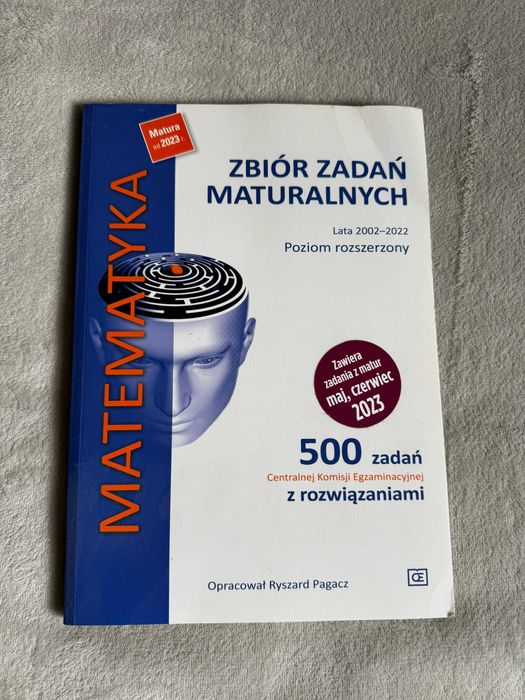 Matura
od 2023 r.
MATEMATYKA
ZBIÓR ZADAŃ
MATURALNYCH
Lata 2002–2022
Poziom rozszerzony
Zawiera
zadania z matur
maj, czerwiec
2023
500 zadań
Centralnej Komisji Egzaminacyjnej
z rozwiązaniami
Opracował Ryszard Pagacz
OE